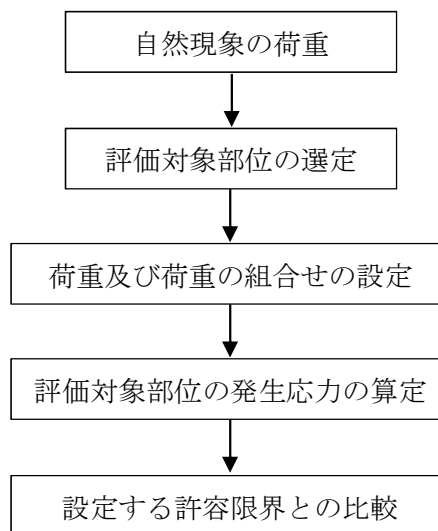 自然現象の荷重
評価対象部位の選定
荷重及び荷重の組合せの設定
評価対象部位の発生応力の算定
設定する許容限界との比較